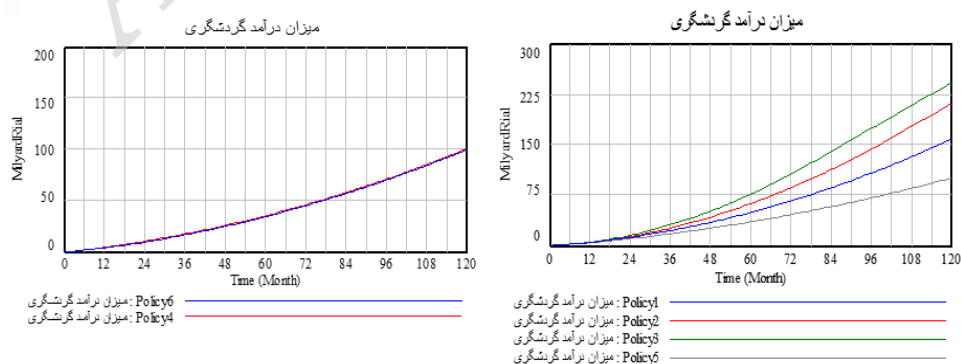 میزان درآمد گردشگری
200
150
100
50
0
MilyardRial
0 12 24 36 48 60 72 84 96 108 120
Time (Month)
میزان درآمد گردشگری : Policy6
میزان درآمد گردشگری : Policy4
میزان درآمد گردشگری
300
225
150
75
0
MilyardRial
0 12 24 36 48 60 72 84 96 108 120
Time (Month)
میزان درآمد گردشگری : Policy1
میزان درآمد گردشگری : Policy2
میزان درآمد گردشگری : Policy3
میزان درآمد گردشگری : Policy5